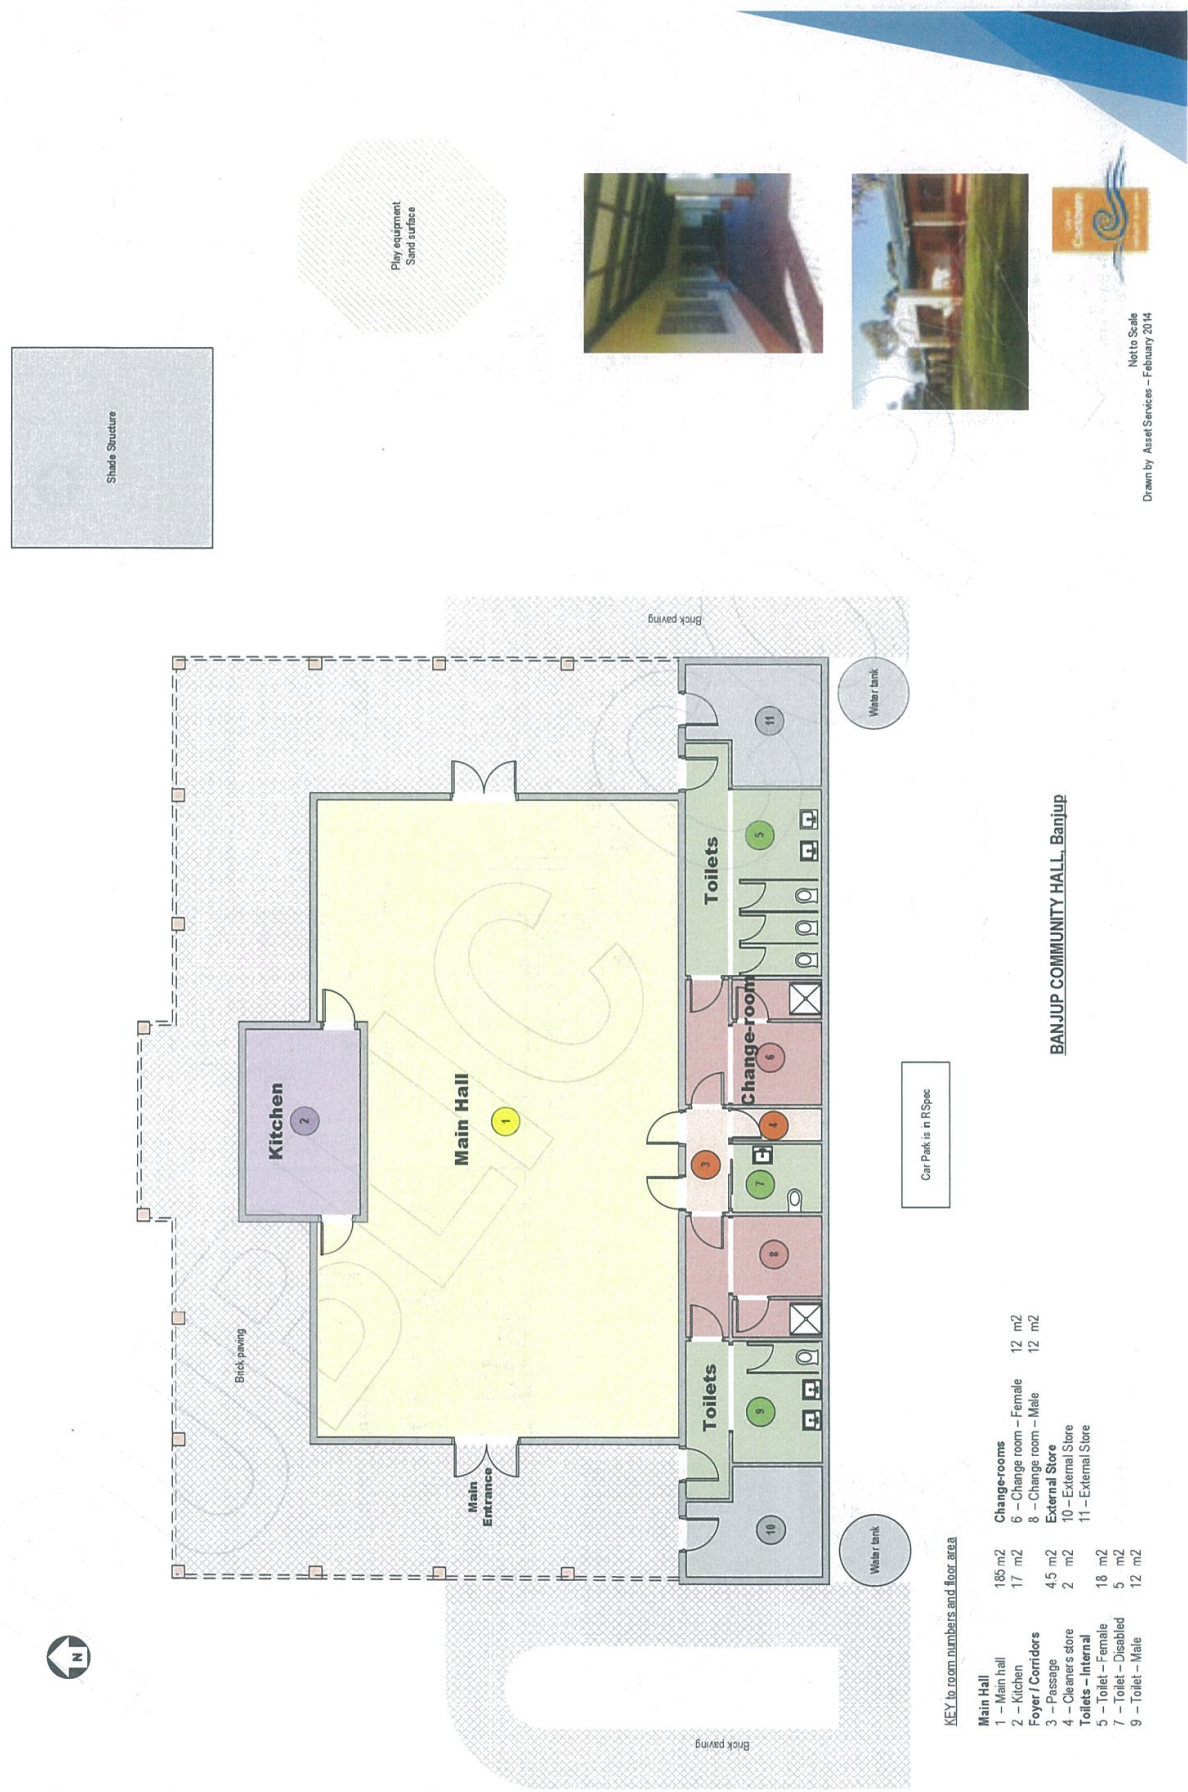 N
Shade Structure
Play equipment
Sand surface
Brick paving
Kitchen
2
Main Hall
1
Main
Entrance
Brick paving
Brick paving
Toilets
Toilets
Change-room
10
9
8
7
3
4
6
5
11
Water tank
Water tank
Car Park is in RSpec
BANJUP COMMUNITY HALL, Banjup
KEY to room numbers and floor area
Main Hall
1 – Main hall 185 m2
2 – Kitchen 17 m2
Foyer / Corridors
3 – Passage 4.5 m2
4 – Cleaners store 2 m2
Toilets – Internal
5 – Toilet – Female 18 m2
7 – Toilet – Disabled 5 m2
9 – Toilet – Male 12 m2
Change-rooms
6 – Change room – Female 12 m2
8 – Change room – Male 12 m2
External Store
10 – External Store
11 – External Store
Not to Scale
Drawn by Asset Services – February 2014
City of
Cockburn